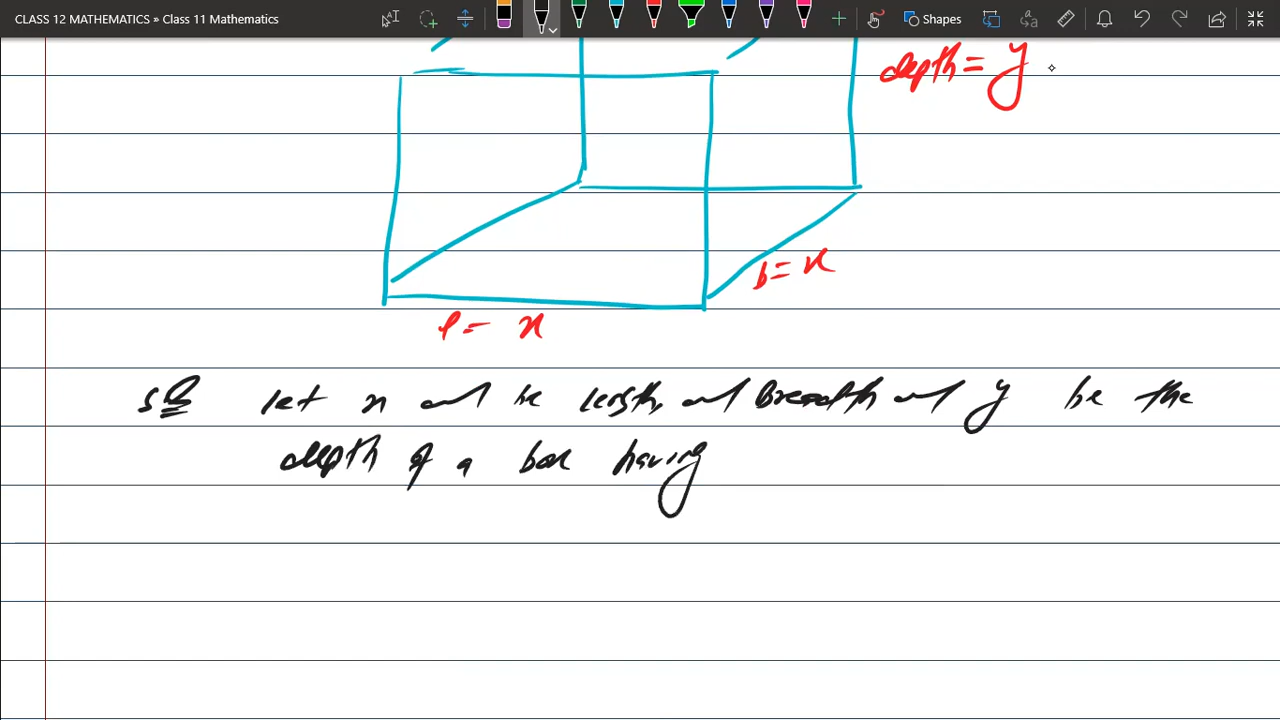 CLASS 12 MATHEMATICS » Class 11 Mathematics
Shapes
depth = y
b = x
l = x
Sol let x and be length and Breadth and y be the
depth of a box having